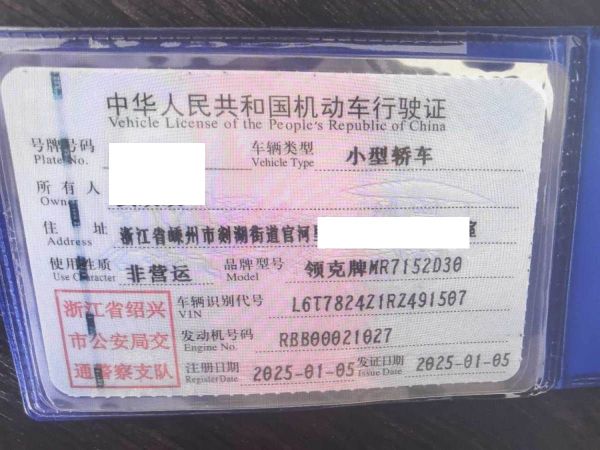 中华人民共和国机动车行驶证
Vehicle License of the People's Republic of China
号牌号码 车辆类型 小型轿车
Plate No. Vehicle Type
所有人
Owner
住址 浙江省嵊州市剡湖街道官河 室
Address
使用性质 非营运 品牌型号 领克牌MR7152D30
Use Character Model
浙江省绍兴 车辆识别代号 L6T7824Z1RZ491507
VIN
市公安局交 发动机号码 RBB00021027
Engine No.
通警察支队 注册日期 2025-01-05 发证日期 2025-01-05
Register Date Issue Date